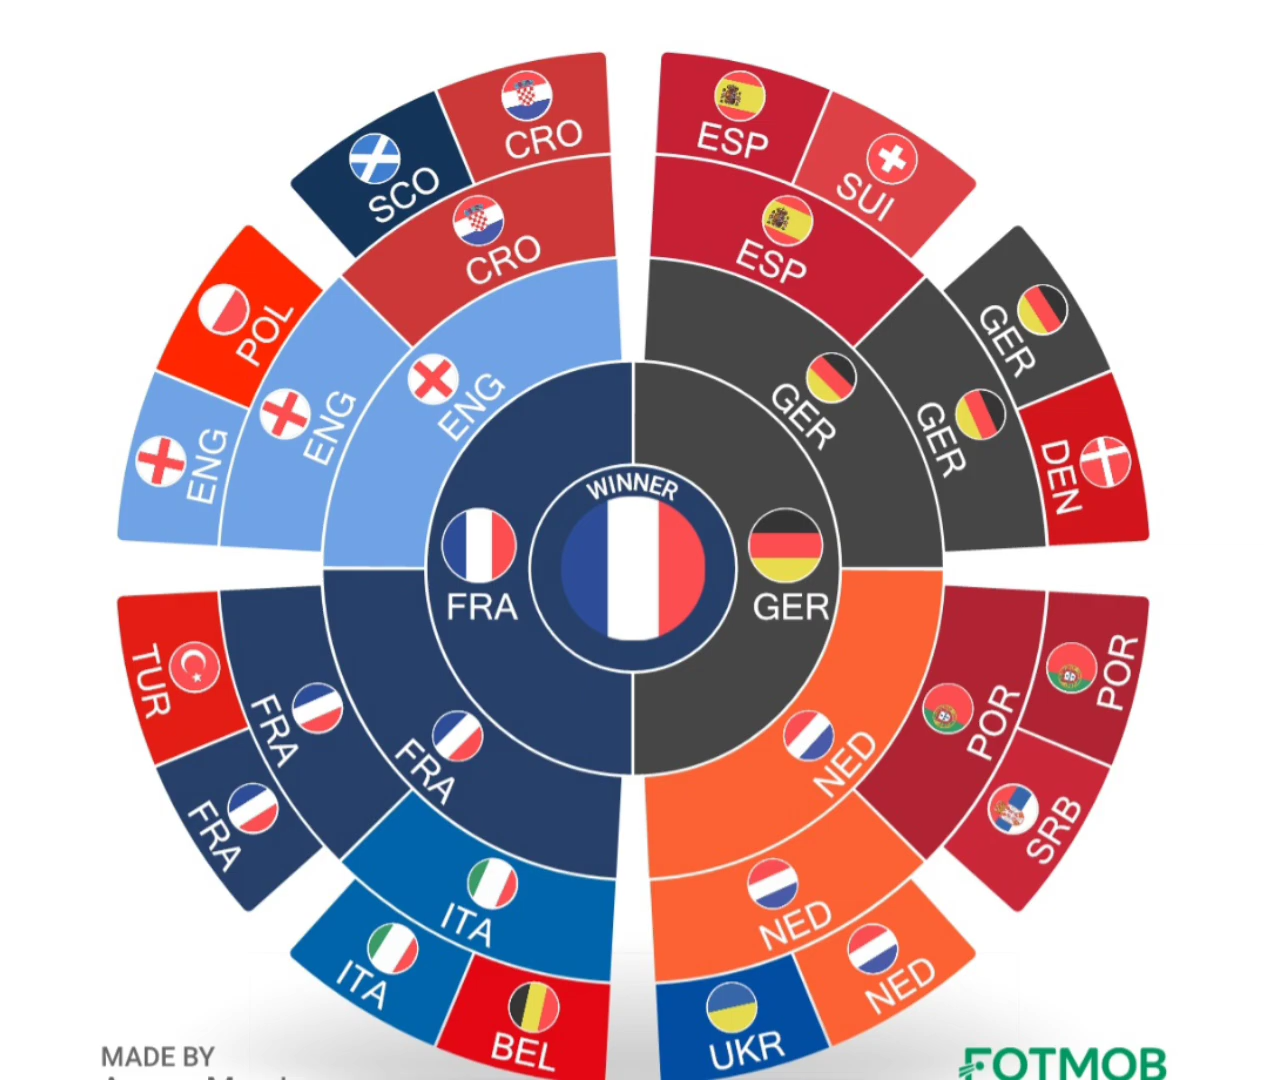 CRO
SCO
CRO
ESP
SUI
ESP
POL
ENG
ENG
ENG
GER
GER
GER
DEN
WINNER
FRA
GER
TUR
FRA
FRA
FRA
NED
POR
POR
SRB
ITA
ITA
BEL
NED
NED
UKR
MADE BY
FOTMOB